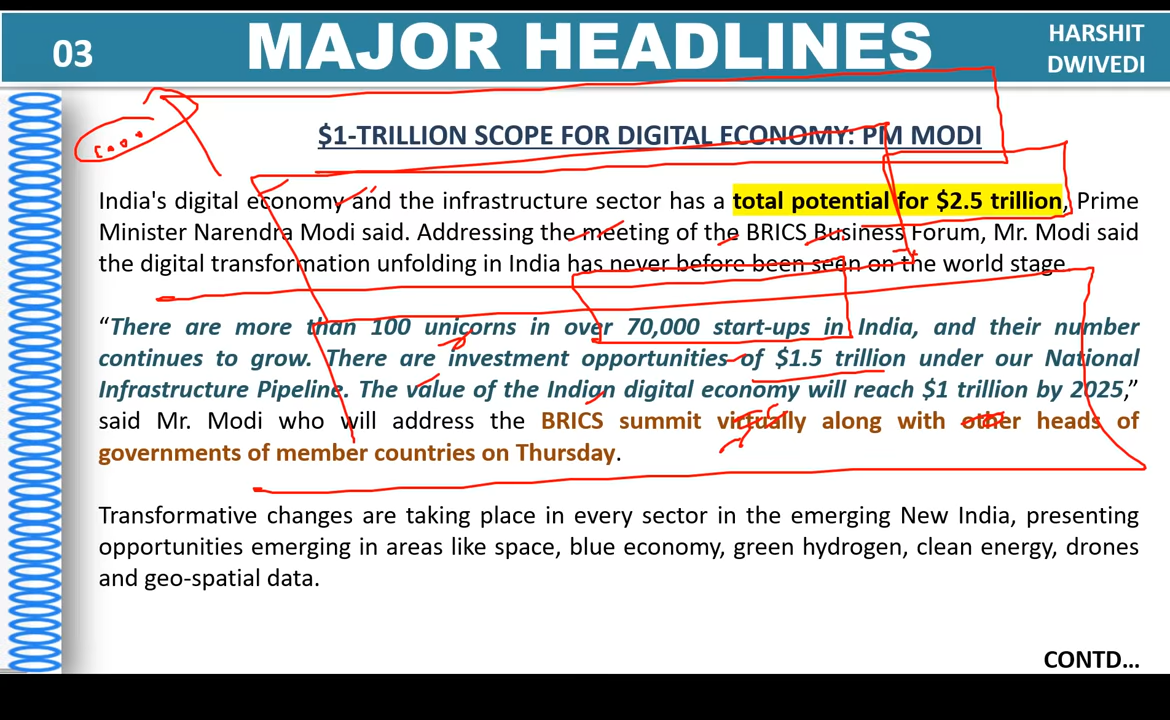 03
MAJOR HEADLINES
HARSHIT
DWIVEDI
$1-TRILLION SCOPE FOR DIGITAL ECONOMY: PM MODI
India's digital economy and the infrastructure sector has a total potential for $2.5 trillion, Prime
Minister Narendra Modi said. Addressing the meeting of the BRICS Business Forum, Mr. Modi said
the digital transformation unfolding in India has never before been seen on the world stage
“There are more than 100 unicorns in over 70,000 start-ups in India, and their number
continues to grow. There are investment opportunities of $1.5 trillion under our National
Infrastructure Pipeline. The value of the Indian digital economy will reach $1 trillion by 2025,”
said Mr. Modi who will address the BRICS summit virtually along with other heads of
governments of member countries on Thursday.
Transformative changes are taking place in every sector in the emerging New India, presenting
opportunities emerging in areas like space, blue economy, green hydrogen, clean energy, drones
and geo-spatial data.
CONTD...